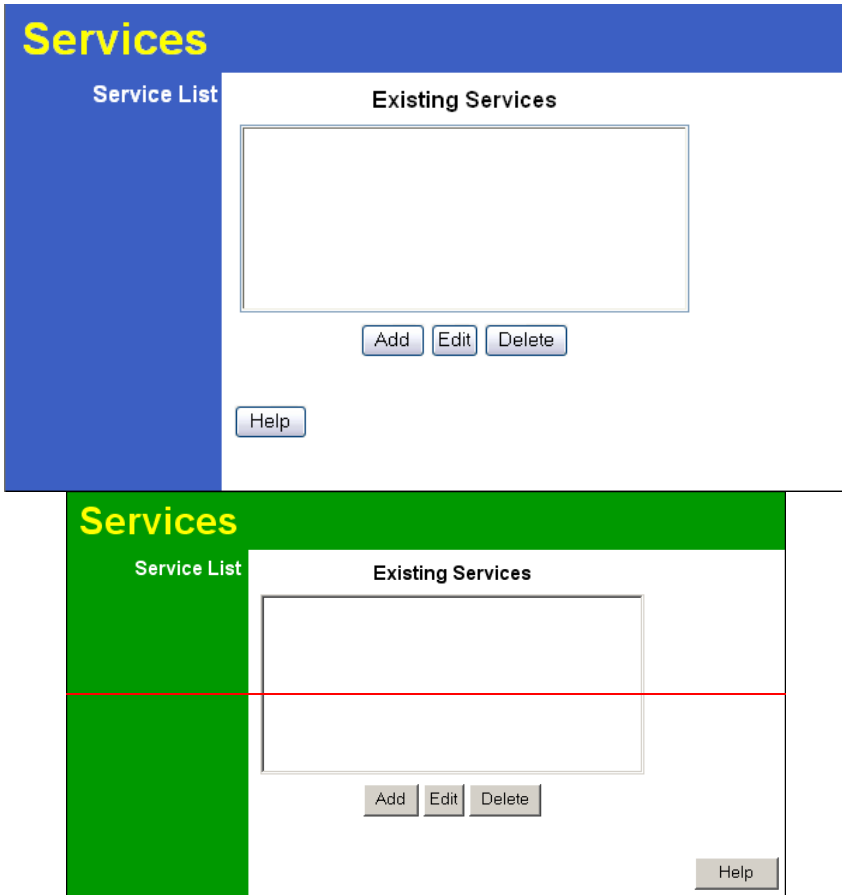 Services
Service List
Existing Services
Add Edit Delete
Help
Services
Service List
Existing Services
Add Edit Delete
Help